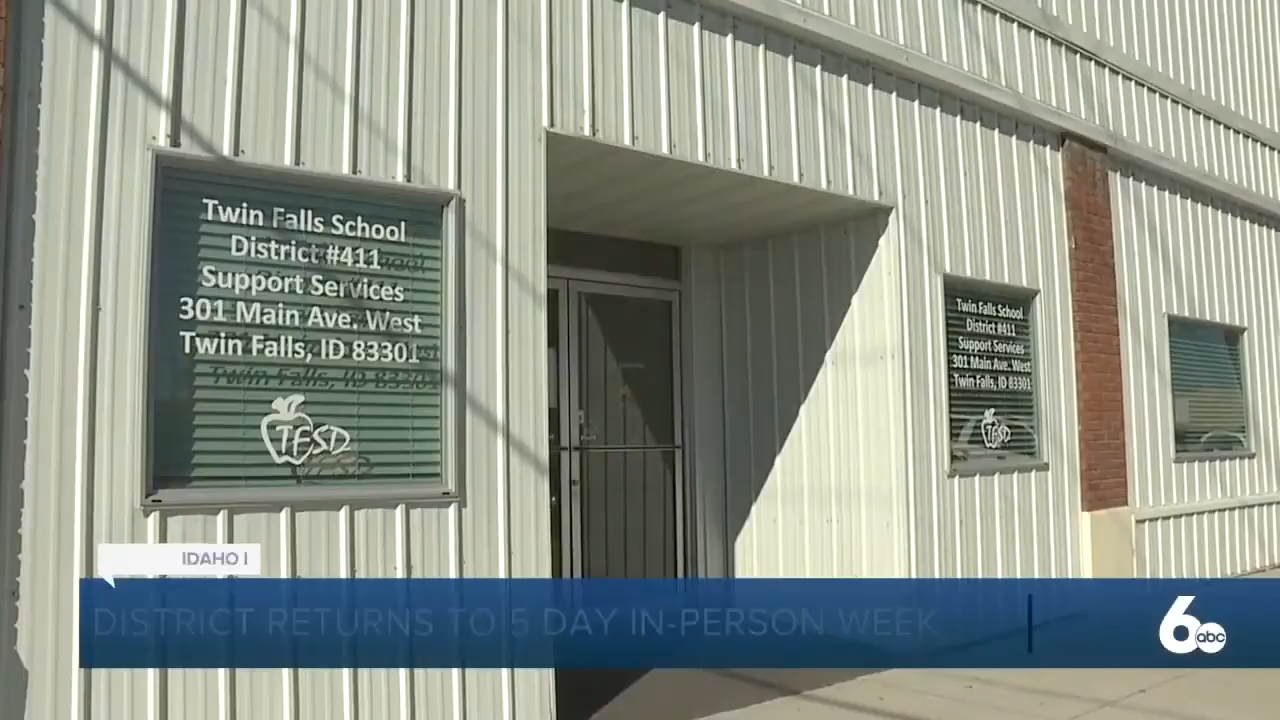 Twin Falls School
District #411
Support Services
301 Main Ave. West
Twin Falls, ID 83301
TFSD
Twin Falls School
District #411
Support Services
301 Main Ave. West
Twin Falls, ID 83301
TFSD
IDAHO
DISTRICT RETURNS TO 5 DAY IN-PERSON WEEK
6 abc